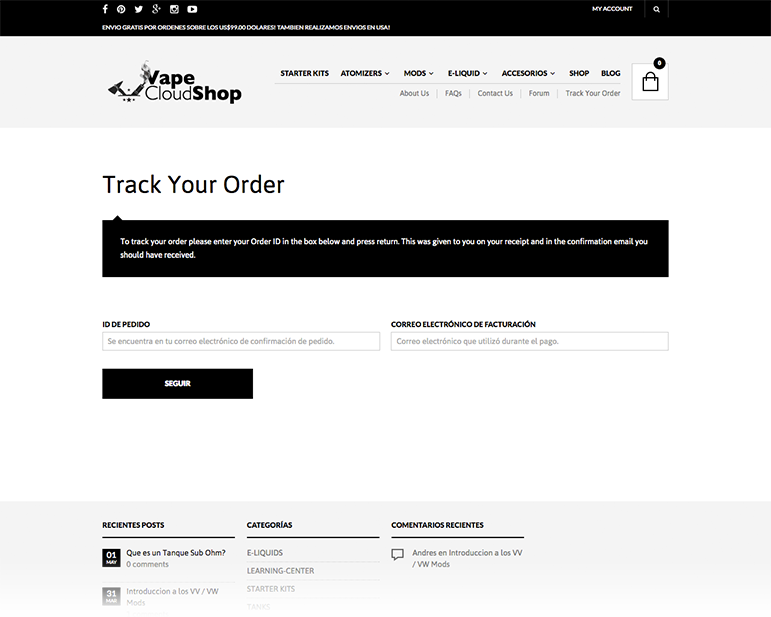 MY ACCOUNT
ENVIO GRATIS POR ORDENES SOBRE LOS US$99.00 DOLARES! TAMBIEN REALIZAMOS ENVIOS EN USA!
Vape
CloudShop
STARTER KITS ATOMIZERS MODS E-LIQUID ACCESORIOS SHOP BLOG
0
About Us FAQs Contact Us Forum Track Your Order
Track Your Order
To track your order please enter your Order ID in the box below and press return. This was given to you on your receipt and in the confirmation email you
should have received.
ID DE PEDIDO CORREO ELECTRÓNICO DE FACTURACIÓN
Se encuentra en tu correo electrónico de confirmación de pedido. Correo electrónico que utilizó durante el pago.
SEGUIR
RECIENTES POSTS
01
MAY
Que es un Tanque Sub Ohm?
0 comments
31
MAR
Introduccion a los VV / VW
Mods
CATEGORÍAS
E-LIQUIDS
LEARNING-CENTER
STARTER KITS
TANKS
COMENTARIOS RECIENTES
Andres en Introduccion a los VV
/ VW Mods